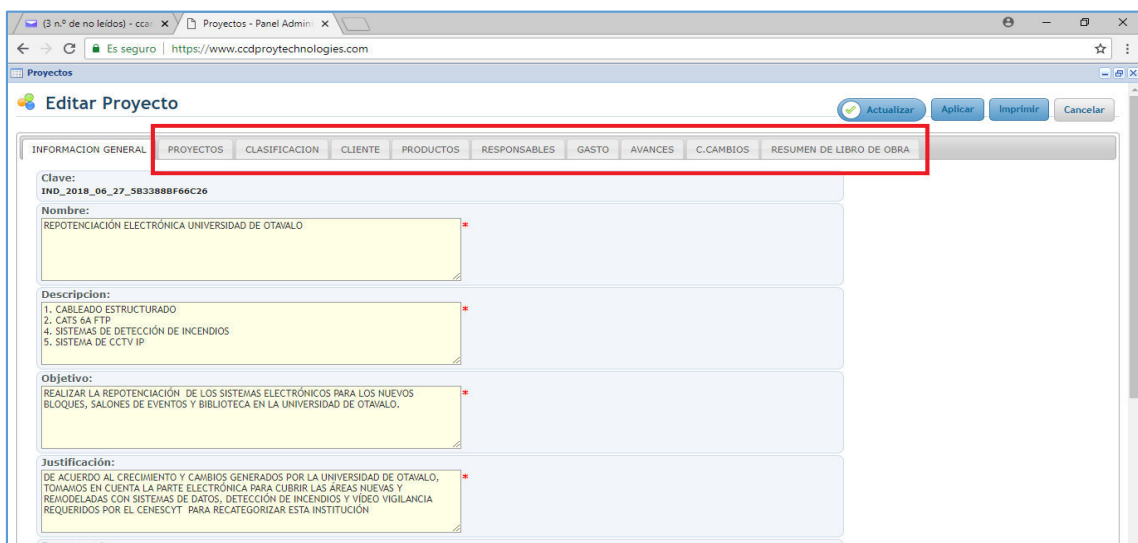 (3 n.º de no leídos) - cca
Proyectos - Panel Admin
Es seguro | https://www.ccdproytechnologies.com
Proyectos
Editar Proyecto
Actualizar Aplicar Imprimir Cancelar
INFORMACION GENERAL PROYECTOS CLASIFICACION CLIENTE PRODUCTOS RESPONSABLES GASTO AVANCES C.CAMBIOS RESUMEN DE LIBRO DE OBRA
Clave:
IND_2018_06_27_5B3388BF66C26
Nombre:
REPOTENCIACIÓN ELECTRÓNICA UNIVERSIDAD DE OTAVALO
*
Descripcion:
1. CABLEADO ESTRUCTURADO
*
2. CATS 6A FTP
4. SISTEMAS DE DETECCIÓN DE INCENDIOS
5. SISTEMA DE CCTV IP
Objetivo:
REALIZAR LA REPOTENCIACIÓN DE LOS SISTEMAS ELECTRÓNICOS PARA LOS NUEVOS
*
BLOQUES, SALONES DE EVENTOS Y BIBLIOTECA EN LA UNIVERSIDAD DE OTAVALO.
Justificación:
DE ACUERDO AL CRECIMIENTO Y CAMBIOS GENERADOS POR LA UNIVERSIDAD DE OTAVALO,
*
TOMAMOS EN CUENTA LA PARTE ELECTRÓNICA PARA CUBRIR LAS ÁREAS NUEVAS Y
REMODELADAS CON SISTEMAS DE DATOS, DETECCIÓN DE INCENDIOS Y VÍDEO VIGILANCIA
REQUERIDOS POR EL CENESCYT PARA RECATEGORIZAR ESTA INSTITUCIÓN